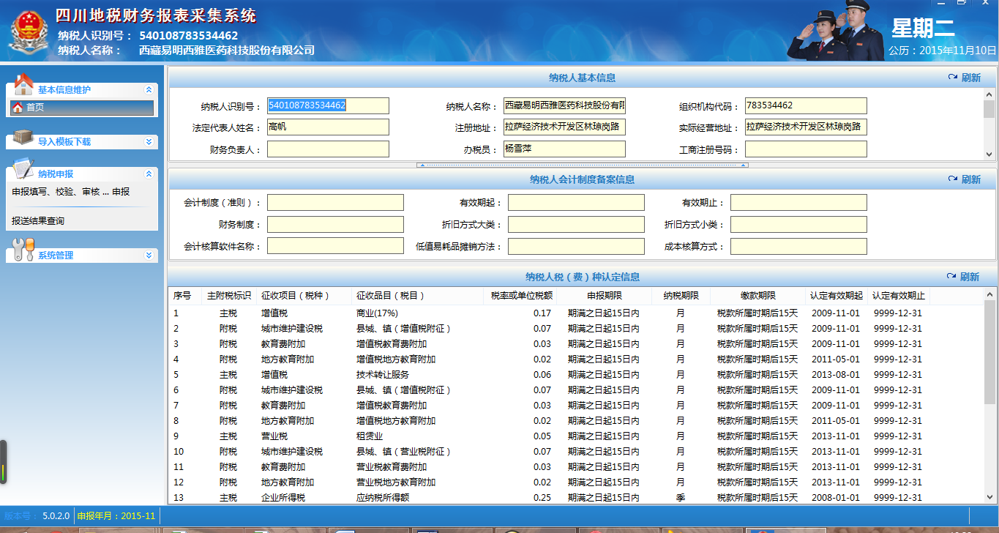 四川地税财务报表采集系统
纳税人识别号： 540108783534462
纳税人名称： 西藏易明西雅医药科技股份有限公司
星期二
公历：2015年11月10日
基本信息维护
首页
导入模板下载
纳税申报
申报填写、校验、审核 ... 申报
报送结果查询
系统管理
纳税人基本信息 刷新
纳税人识别号： 540108783534462 纳税人名称： 西藏易明西雅医药科技股份有限 组织机构代码： 783534462
法定代表人姓名： 高帆 注册地址： 拉萨经济技术开发区林琼岗路 实际经营地址： 拉萨经济技术开发区林琼岗路
财务负责人： 办税员： 杨雪萍 工商注册号码：
纳税人会计制度备案信息 刷新
会计制度（准则）： 有效期起： 有效期止：
财务制度： 折旧方式大类： 折旧方式小类：
会计核算软件名称： 低值易耗品摊销方法： 成本核算方式：
纳税人税（费）种认定信息 刷新
序号 主附税标识 征收项目（税种） 征收品目（税目） 税率或单位税额 申报期限 纳税期限 缴款期限 认定有效期起 认定有效期止
1 主税 增值税 商业(17%) 0.17 期满之日起15日内 月 税款所属时期后15天 2009-11-01 9999-12-31
2 附税 城市维护建设税 县城、镇（增值税附征） 0.07 期满之日起15日内 月 税款所属时期后15天 2009-11-01 9999-12-31
3 附税 教育费附加 增值税教育费附加 0.03 期满之日起15日内 月 税款所属时期后15天 2009-11-01 9999-12-31
4 附税 地方教育附加 增值税地方教育附加 0.02 期满之日起15日内 月 税款所属时期后15天 2011-05-01 9999-12-31
5 主税 增值税 技术转让服务 0.06 期满之日起15日内 月 税款所属时期后15天 2013-08-01 9999-12-31
6 附税 城市维护建设税 县城、镇（增值税附征） 0.07 期满之日起15日内 月 税款所属时期后15天 2009-11-01 9999-12-31
7 附税 教育费附加 增值税教育费附加 0.03 期满之日起15日内 月 税款所属时期后15天 2009-11-01 9999-12-31
8 附税 地方教育附加 增值税地方教育附加 0.02 期满之日起15日内 月 税款所属时期后15天 2011-05-01 9999-12-31
9 主税 营业税 租赁业 0.05 期满之日起15日内 月 税款所属时期后15天 2013-11-01 9999-12-31
10 附税 城市维护建设税 县城、镇（营业税附征） 0.07 期满之日起15日内 月 税款所属时期后15天 2013-11-01 9999-12-31
11 附税 教育费附加 营业税教育费附加 0.03 期满之日起15日内 月 税款所属时期后15天 2013-11-01 9999-12-31
12 附税 地方教育附加 营业税地方教育附加 0.02 期满之日起15日内 月 税款所属时期后15天 2013-11-01 9999-12-31
13 主税 企业所得税 应纳税所得额 0.25 期满之日起15日内 季 税款所属时期后15天 2008-01-01 9999-12-31
版本号： 5.0.2.0 申报年月：2015-11